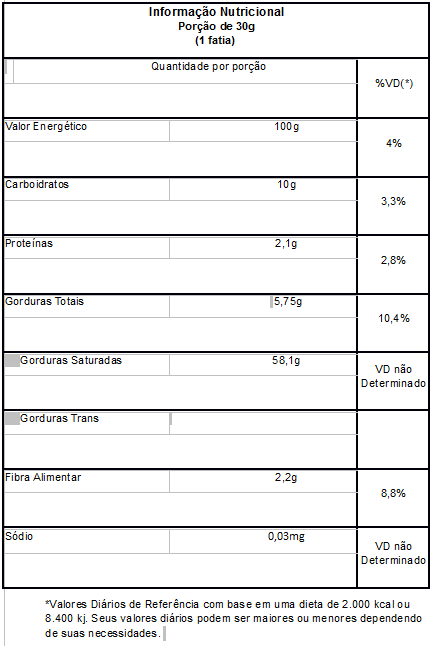 Informação Nutricional
Porção de 30g
(1 fatia)
Quantidade por porção
%VD(*)
Valor Energético 100g
4%
Carboidratos 10g
3,3%
Proteínas 2,1g
2,8%
Gorduras Totais 5,75g
10,4%
Gorduras Saturadas 58,1g
VD não
Determinado
Gorduras Trans
Fibra Alimentar 2,2g
8,8%
Sódio 0,03mg
VD não
Determinado
*Valores Diários de Referência com base em uma dieta de 2.000 kcal ou
8.400 kj. Seus valores diários podem ser maiores ou menores dependendo
de suas necessidades.